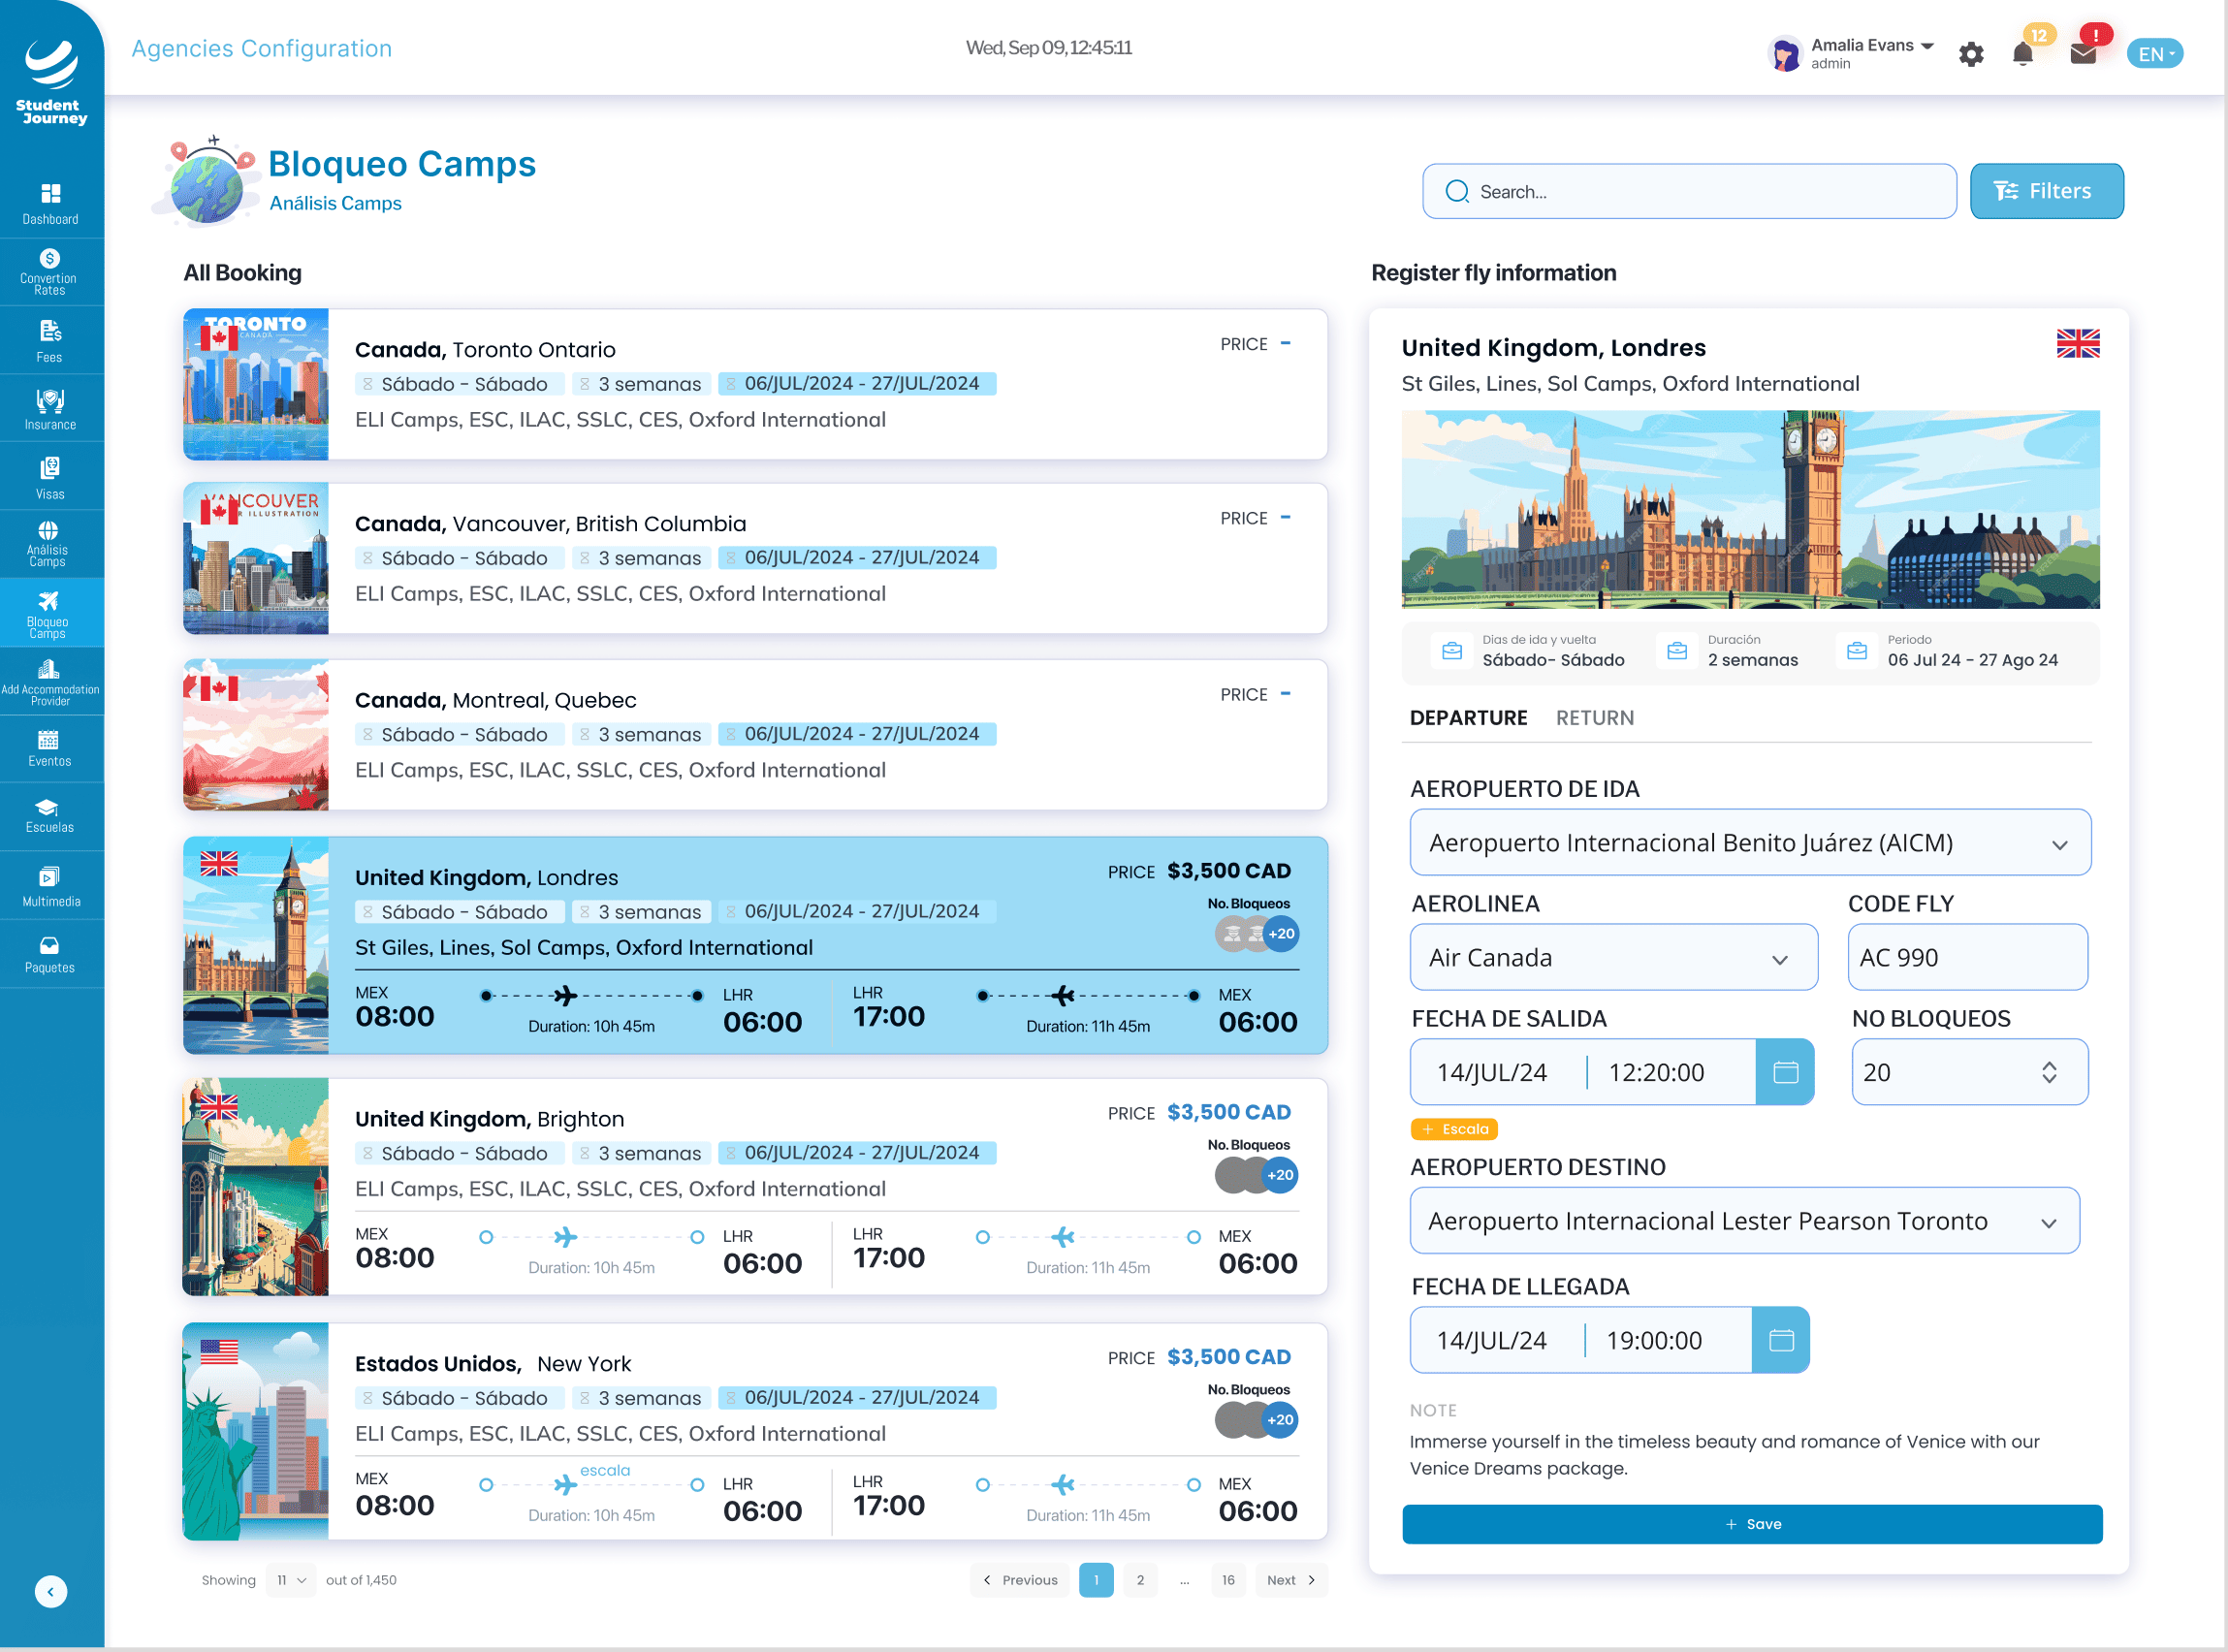 Student
Journey
Dashboard
Convertion
Rates
Fees
Insurance
Visas
Análisis
Camps
Bloqueo
Camps
Add Accommodation
Provider
Eventos
Escuelas
Multimedia
Paquetes
Agencies Configuration
Wed, Sep 09, 12:45:11
Amalia Evans
admin
12
!
EN
Bloqueo Camps
Análisis Camps
Search...
Filters
All Booking
TORONTO
CANADA
Canada, Toronto Ontario
PRICE -
Sábado - Sábado
3 semanas
06/JUL/2024 - 27/JUL/2024
ELI Camps, ESC, ILAC, SSLC, CES, Oxford International
VANCOUVER
R ILLUSTRATION
Canada, Vancouver, British Columbia
PRICE -
Sábado - Sábado
3 semanas
06/JUL/2024 - 27/JUL/2024
ELI Camps, ESC, ILAC, SSLC, CES, Oxford International
Canada, Montreal, Quebec
PRICE -
Sábado - Sábado
3 semanas
06/JUL/2024 - 27/JUL/2024
ELI Camps, ESC, ILAC, SSLC, CES, Oxford International
United Kingdom, Londres
PRICE $3,500 CAD
Sábado - Sábado
3 semanas
06/JUL/2024 - 27/JUL/2024
No. Bloqueos
+20
St Giles, Lines, Sol Camps, Oxford International
MEX
08:00
Duration: 10h 45m
LHR
06:00
LHR
17:00
Duration: 11h 45m
MEX
06:00
United Kingdom, Brighton
PRICE $3,500 CAD
Sábado - Sábado
3 semanas
06/JUL/2024 - 27/JUL/2024
No. Bloqueos
+20
ELI Camps, ESC, ILAC, SSLC, CES, Oxford International
MEX
08:00
Duration: 10h 45m
LHR
06:00
LHR
17:00
Duration: 11h 45m
MEX
06:00
Estados Unidos, New York
PRICE $3,500 CAD
Sábado - Sábado
3 semanas
06/JUL/2024 - 27/JUL/2024
No. Bloqueos
+20
ELI Camps, ESC, ILAC, SSLC, CES, Oxford International
MEX
08:00
escala
Duration: 10h 45m
LHR
06:00
LHR
17:00
Duration: 11h 45m
MEX
06:00
Showing 11 out of 1,450
Previous 1 2 ... 16 Next
Register fly information
United Kingdom, Londres
St Giles, Lines, Sol Camps, Oxford International
Dias de ida y vuelta
Sábado- Sábado
Duración
2 semanas
Periodo
06 Jul 24 - 27 Ago 24
DEPARTURE
RETURN
AEROPUERTO DE IDA
Aeropuerto Internacional Benito Juárez (AICM)
AEROLINEA
Air Canada
CODE FLY
AC 990
FECHA DE SALIDA
14/JUL/24 | 12:20:00
NO BLOQUEOS
20
+ Escala
AEROPUERTO DESTINO
Aeropuerto Internacional Lester Pearson Toronto
FECHA DE LLEGADA
14/JUL/24 | 19:00:00
NOTE
Immerse yourself in the timeless beauty and romance of Venice with our
Venice Dreams package.
+ Save